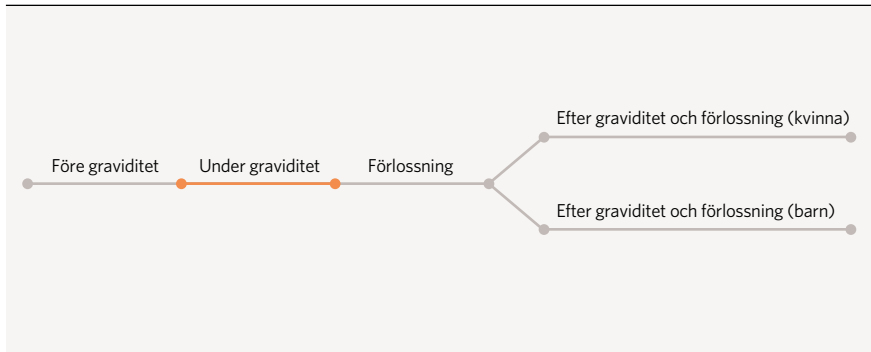 Efter graviditet och förlossning (kvinna)
Före graviditet
Under graviditet
Förlossning
Efter graviditet och förlossning (barn)